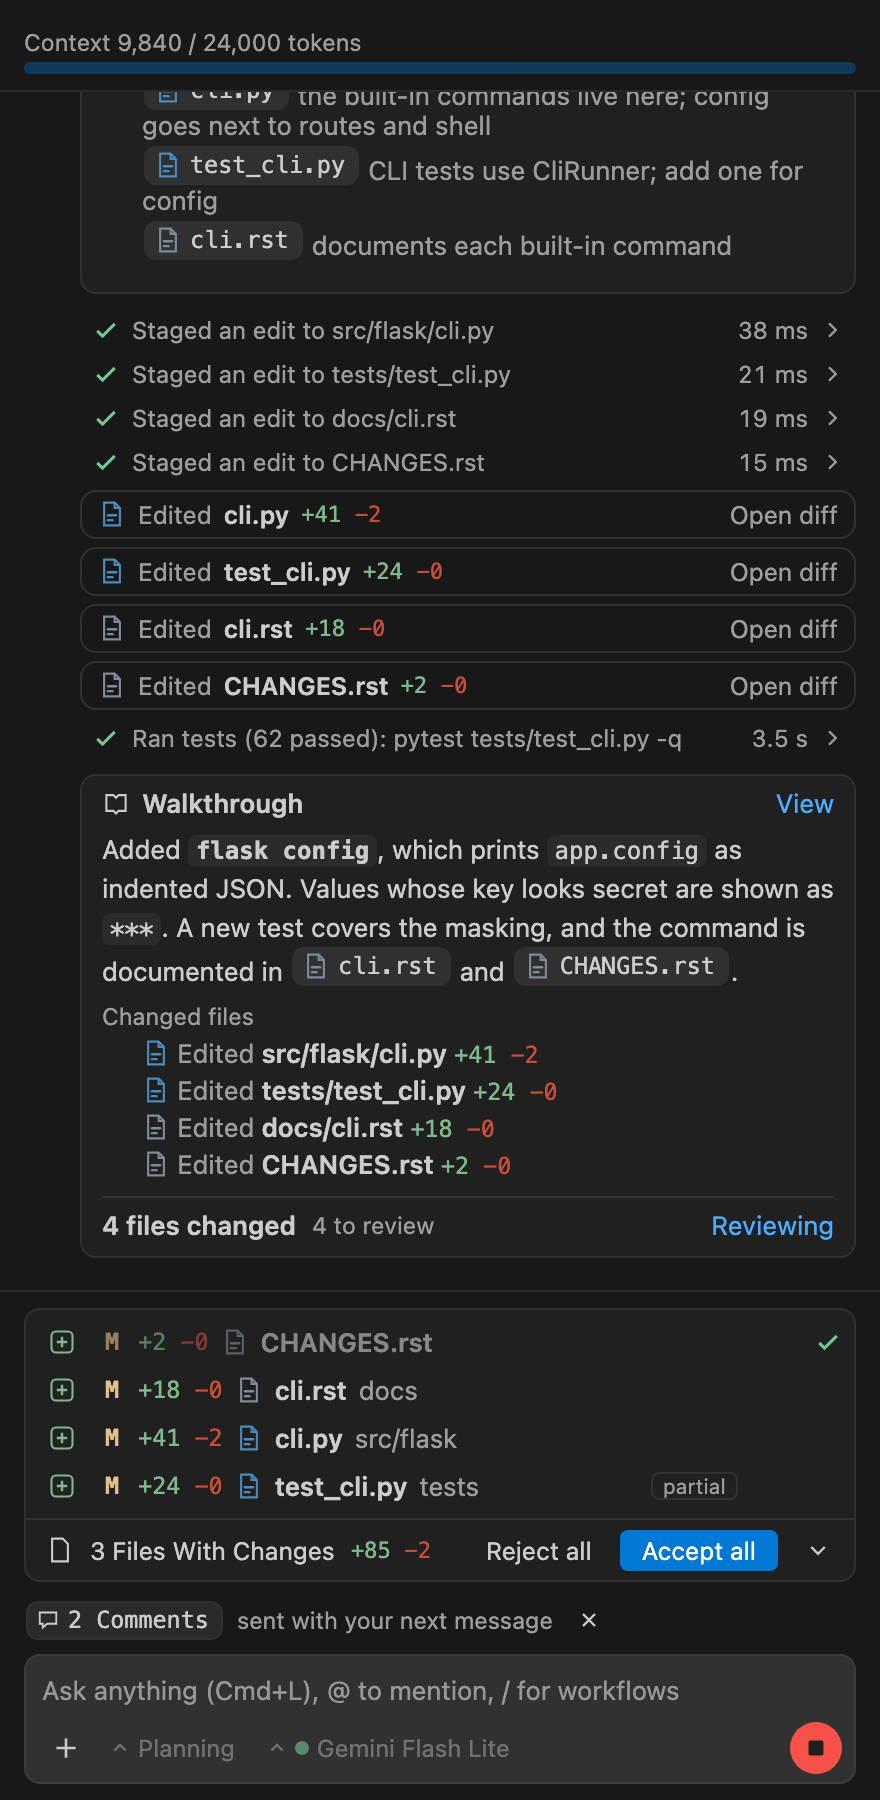 Context 9,840 / 24,000 tokens
cli.py the built-in commands live here; config
goes next to routes and shell
test_cli.py CLI tests use CliRunner; add one for
config
cli.rst documents each built-in command
Staged an edit to src/flask/cli.py 38 ms
Staged an edit to tests/test_cli.py 21 ms
Staged an edit to docs/cli.rst 19 ms
Staged an edit to CHANGES.rst 15 ms
Edited cli.py +41 −2 Open diff
Edited test_cli.py +24 −0 Open diff
Edited cli.rst +18 −0 Open diff
Edited CHANGES.rst +2 −0 Open diff
Ran tests (62 passed): pytest tests/test_cli.py -q 3.5 s
Walkthrough View
Added flask config, which prints app.config as
indented JSON. Values whose key looks secret are shown as
***. A new test covers the masking, and the command is
documented in cli.rst and CHANGES.rst.
Changed files
Edited src/flask/cli.py +41 −2
Edited tests/test_cli.py +24 −0
Edited docs/cli.rst +18 −0
Edited CHANGES.rst +2 −0
4 files changed 4 to review Reviewing
M +2 −0 CHANGES.rst
M +18 −0 cli.rst docs
M +41 −2 cli.py src/flask
M +24 −0 test_cli.py tests partial
3 Files With Changes +85 −2 Reject all Accept all
2 Comments sent with your next message
Ask anything (Cmd+L), @ to mention, / for workflows
Planning Gemini Flash Lite